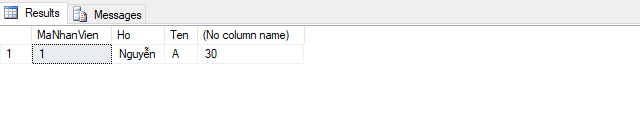 Results Messages
MaNhanVien Ho Ten (No column name)
1 1 Nguyễn A 30